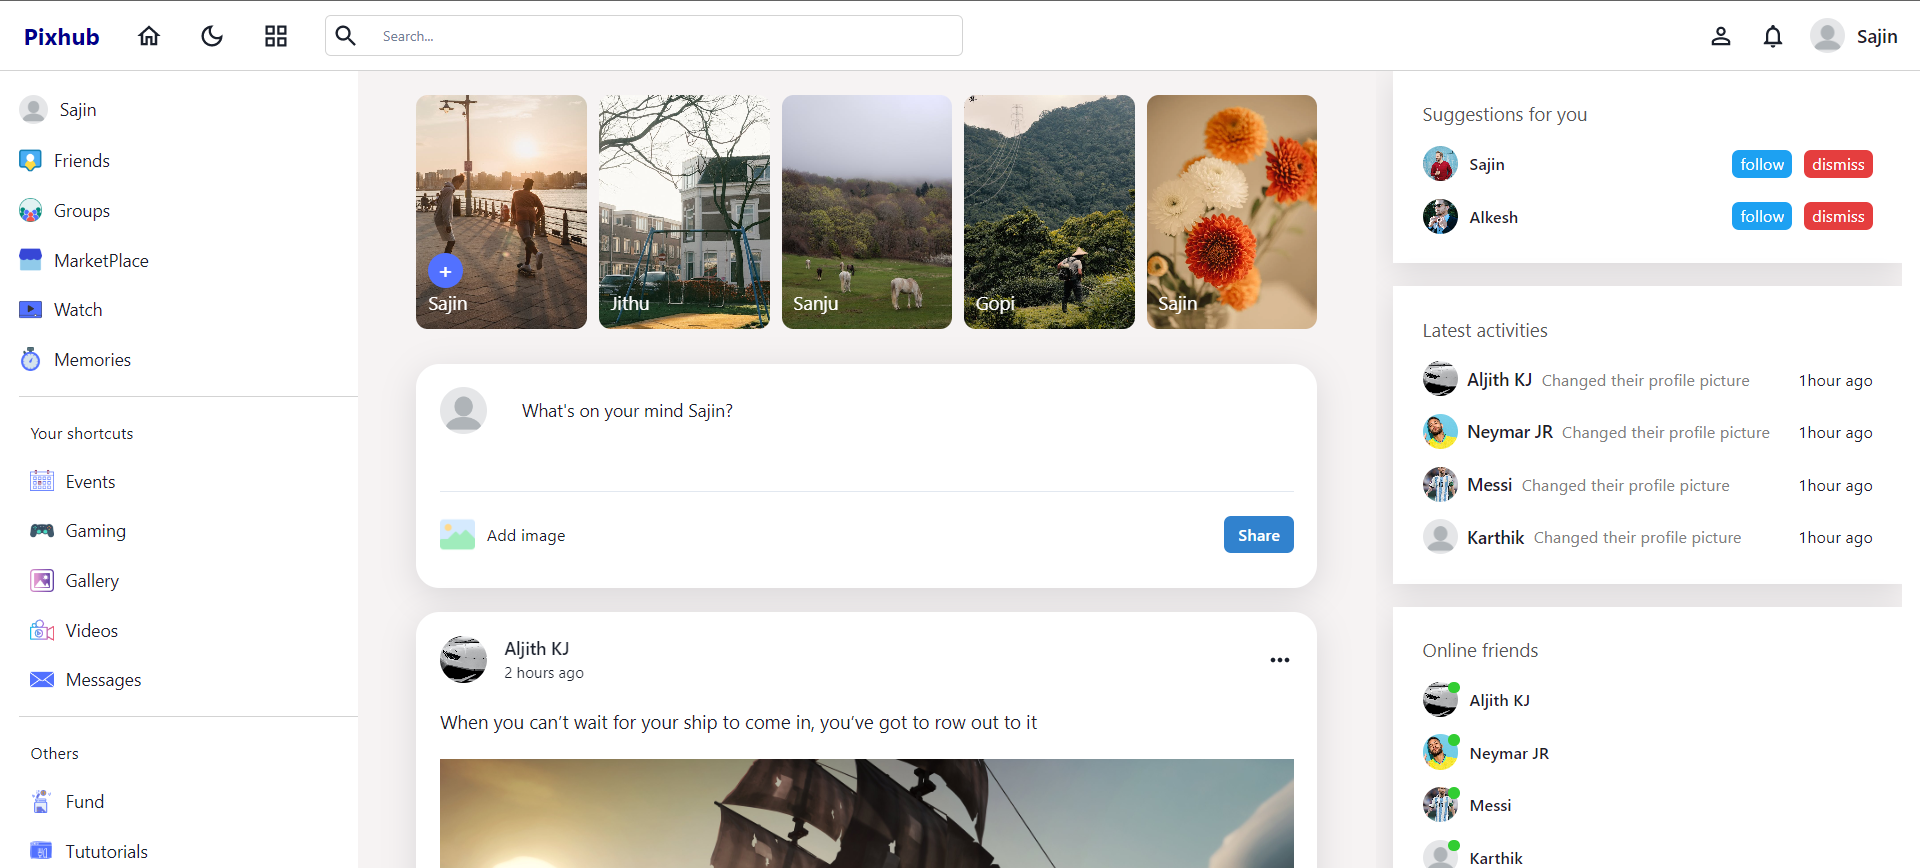 Pixhub
Search...
Sajin
Sajin
Friends
Groups
MarketPlace
Watch
Memories
Your shortcuts
Events
Gaming
Gallery
Videos
Messages
Others
Fund
Tututorials
+
Sajin
Jithu
Sanju
Gopi
Sajin
What's on your mind Sajin?
Add image
Share
Aljith KJ
2 hours ago
When you can’t wait for your ship to come in, you’ve got to row out to it
Suggestions for you
Sajin follow dismiss
Alkesh follow dismiss
Latest activities
Aljith KJ Changed their profile picture 1hour ago
Neymar JR Changed their profile picture 1hour ago
Messi Changed their profile picture 1hour ago
Karthik Changed their profile picture 1hour ago
Online friends
Aljith KJ
Neymar JR
Messi
Karthik